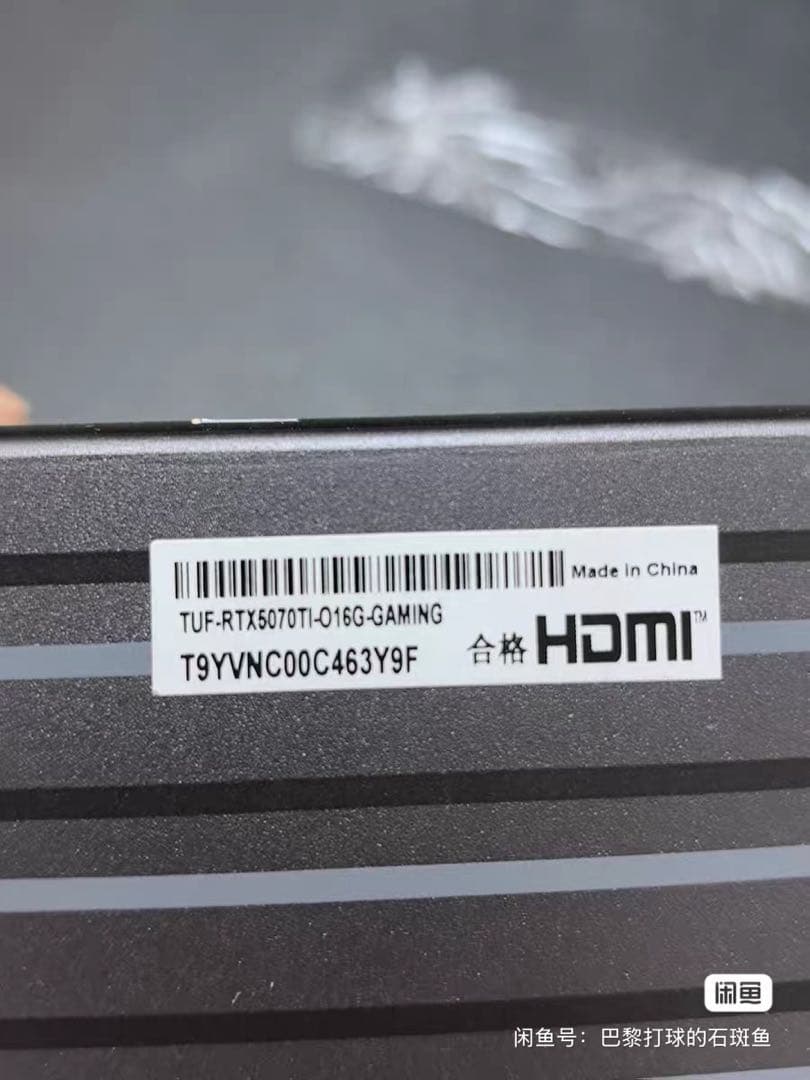 Made in China
TUF-RTX5070TI-O16G-GAMING
T9YVNC00C463Y9F
合格 HDMI™
闲鱼
闲鱼号：巴黎打球的石斑鱼